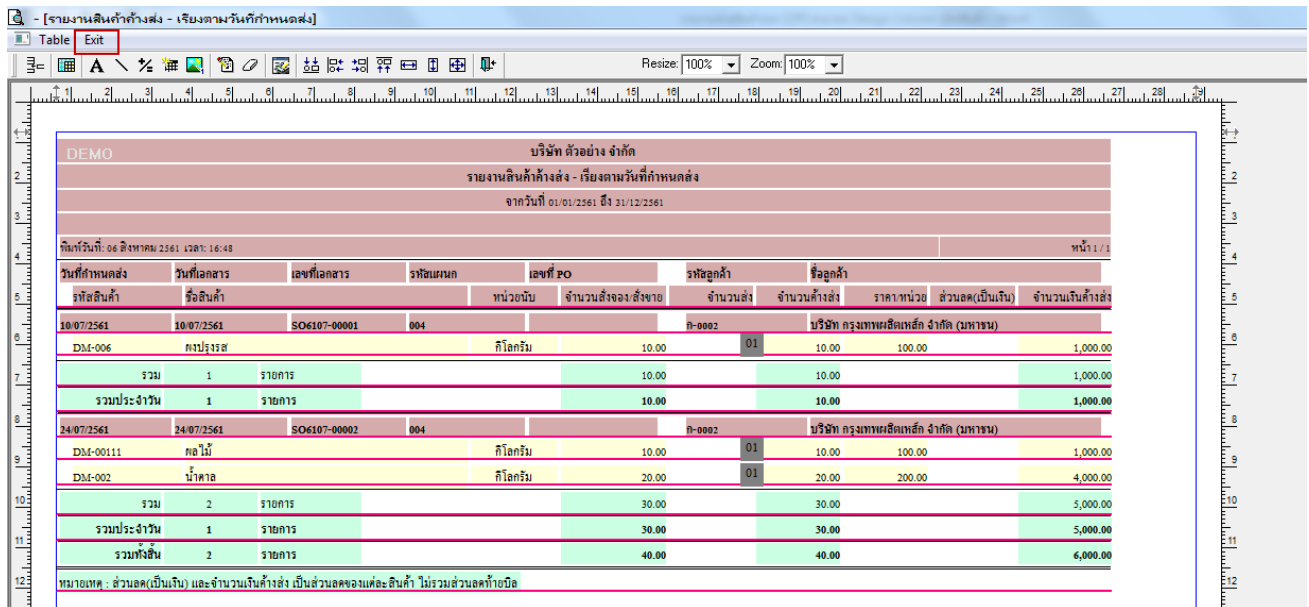 - [รายงานสินค้าค้างส่ง - เรียงตามวันที่กำหนดส่ง]
Table Exit
Resize: 100% Zoom: 100%
1 2 3 4 5 6 7 8 9 10 11 12 13 14 15 16 17 18 19 20 21 22 23 24 25 26 27 28 29
DEMO บริษัท ตัวอย่าง จำกัด
รายงานสินค้าค้างส่ง - เรียงตามวันที่กำหนดส่ง
จากวันที่ 01/01/2561 ถึง 31/12/2561
พิมพ์วันที่: 06 สิงหาคม 2561 เวลา: 16:48 หน้า 1 / 1
วันที่กำหนดส่ง วันที่เอกสาร เลขที่เอกสาร รหัสแผนก เลขที่ PO รหัสลูกค้า ชื่อลูกค้า
รหัสสินค้า ชื่อสินค้า หน่วยนับ จำนวนสั่งจอง/สั่งขาย จำนวนส่ง จำนวนค้างส่ง ราคา/หน่วย ส่วนลด(เป็นเงิน) จำนวนเงินค้างส่ง
10/07/2561 10/07/2561 SO6107-00001 004 ก-0002 บริษัท กรุงเทพผลิตเหล็ก จำกัด (มหาชน)
DM-006 ผงปรุงรส กิโลกรัม 10.00 01 10.00 100.00 1,000.00
รวม 1 รายการ 10.00 10.00 1,000.00
รวมประจำวัน 1 รายการ 10.00 10.00 1,000.00
24/07/2561 24/07/2561 SO6107-00002 004 ก-0002 บริษัท กรุงเทพผลิตเหล็ก จำกัด (มหาชน)
DM-00111 ผลไม้ กิโลกรัม 10.00 01 10.00 100.00 1,000.00
DM-002 น้ำตาล กิโลกรัม 20.00 01 20.00 200.00 4,000.00
รวม 2 รายการ 30.00 30.00 5,000.00
รวมประจำวัน 1 รายการ 30.00 30.00 5,000.00
รวมทั้งสิ้น 2 รายการ 40.00 40.00 6,000.00
หมายเหตุ : ส่วนลด(เป็นเงิน) และจำนวนเงินค้างส่ง เป็นส่วนลดของแต่ละสินค้า ไม่รวมส่วนลดท้ายบิล